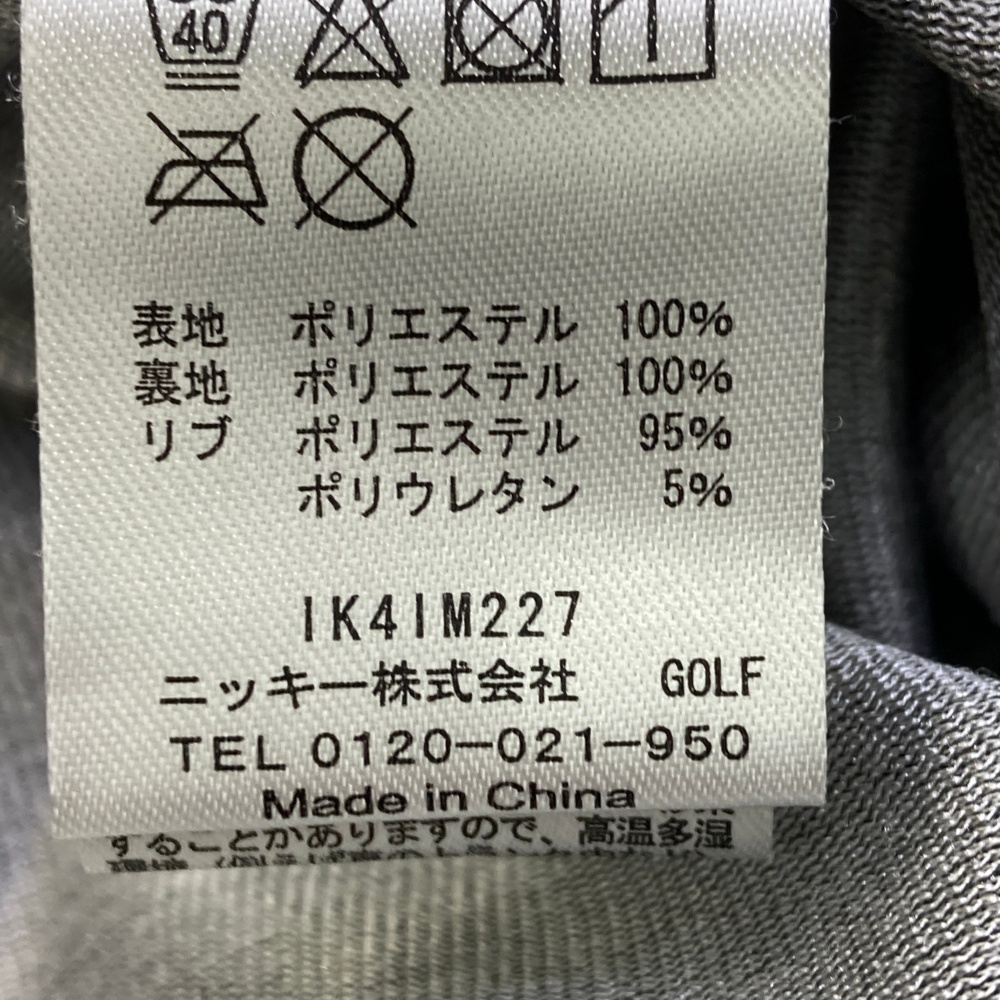 40
表地 ポリエステル 100%
裏地 ポリエステル 100%
リブ ポリエステル 95%
ポリウレタン 5%
IK4IM227
ニッキー株式会社 GOLF
TEL 0120-021-950
Made in China
することがありますので、高温多湿